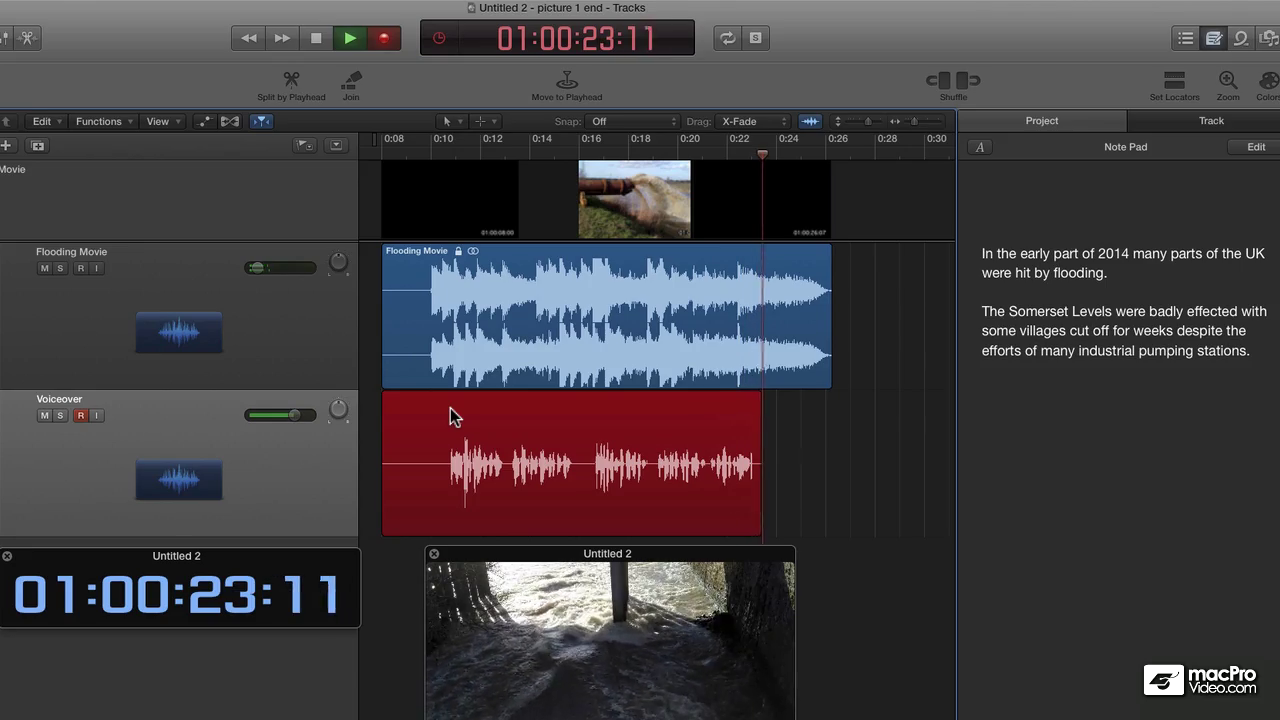 Untitled 2 - picture 1 end - Tracks
01:00:23:11
S
Split by Playhead
Join
Move to Playhead
Shuffle
Set Locators
Zoom
Edit
Functions
View
Snap: Off
Drag: X-Fade
Project
Track
0:08 0:10 0:12 0:14 0:16 0:18 0:20 0:22 0:24 0:26 0:28 0:30
A
Note Pad
Edit
Movie
01:00:08:00
01:00:26:07
Flooding Movie
M S R I
Flooding Movie
In the early part of 2014 many parts of the UK
were hit by flooding.
The Somerset Levels were badly effected with
some villages cut off for weeks despite the
efforts of many industrial pumping stations.
Voiceover
M S R I
Untitled 2
01:00:23:11
Untitled 2
macPro
Video.com